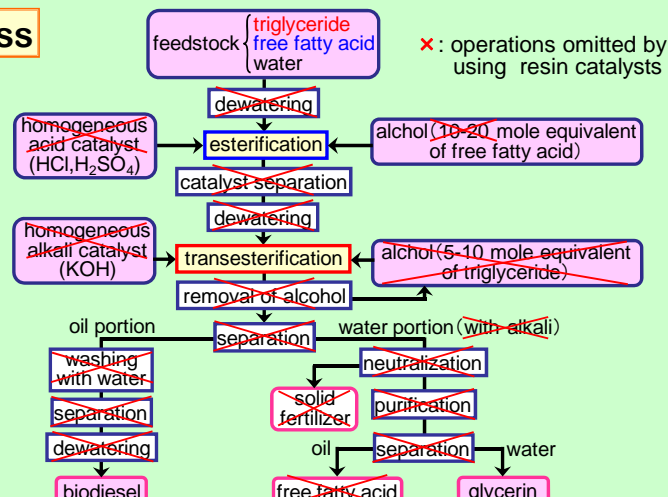 ss
feedstock
triglyceride
free fatty acid
water
×: operations omitted by
using resin catalysts
dewatering
homogeneous
acid catalyst
(HCl,H₂SO₄)
esterification
alchol(10-20 mole equivalent
of free fatty acid)
catalyst separation
dewatering
homogeneous
alkali catalyst
(KOH)
transesterification
alchol(5-10 mole equivalent
of triglyceride)
removal of alcohol
oil portion
separation
water portion(with alkali)
washing
with water
neutralization
solid
fertilizer
separation
purification
dewatering
oil
separation
water
biodiesel
free fatty acid
glycerin